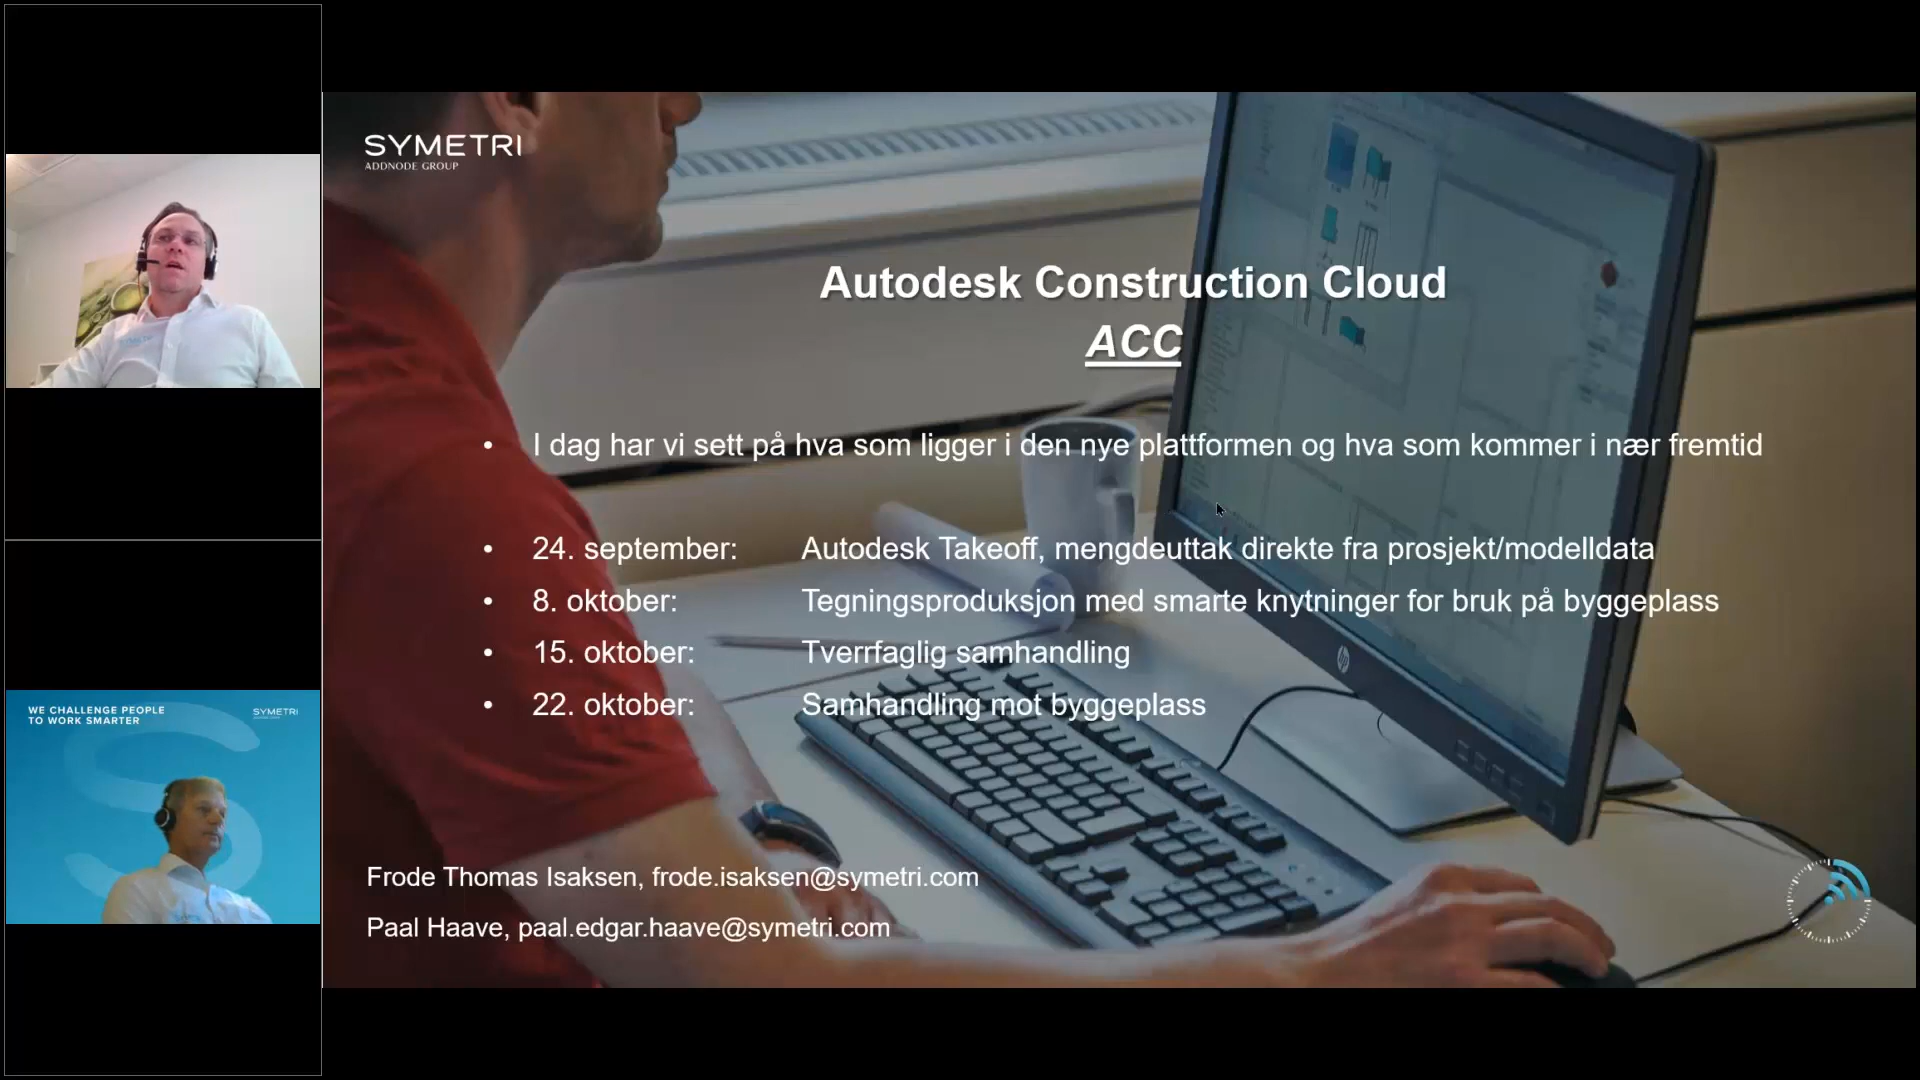 SYMETRI
ADDNODE GROUP
Autodesk Construction Cloud
ACC
• I dag har vi sett på hva som ligger i den nye plattformen og hva som kommer i nær fremtid
• 24. september: Autodesk Takeoff, mengdeuttak direkte fra prosjekt/modelldata
• 8. oktober: Tegningsproduksjon med smarte knytninger for bruk på byggeplass
• 15. oktober: Tverrfaglig samhandling
• 22. oktober: Samhandling mot byggeplass
Frode Thomas Isaksen, frode.isaksen@symetri.com
Paal Haave, paal.edgar.haave@symetri.com
WE CHALLENGE PEOPLE
TO WORK SMARTER
SYMETRI
hp